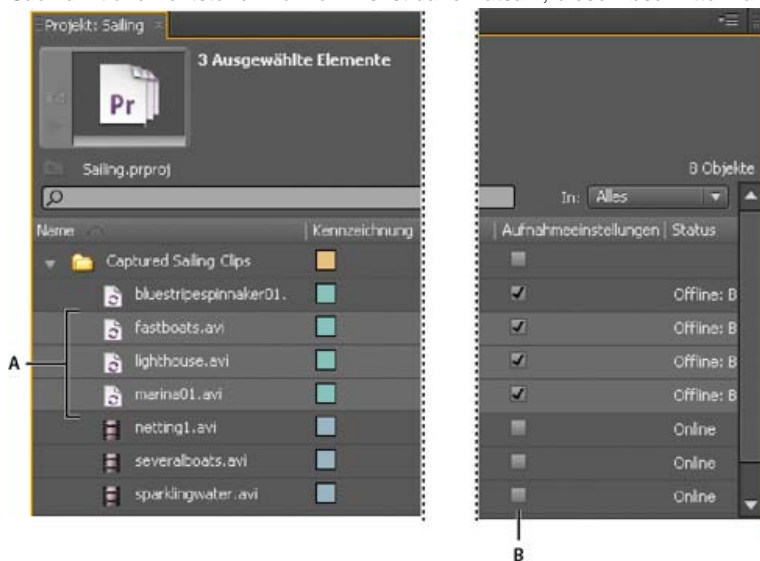 Projekt: Sailing
3 Ausgewählte Elemente
Pr
Sailing.prproj
8 Objekte
In: Alles
Name Kennzeichnung Aufnahmeeinstellungen Status
Captured Sailing Clips
bluestripespinnaker01. Offline: B
fastboats.avi Offline: B
A lighthouse.avi Offline: B
marina01.avi Offline: B
netting1.avi Online
severalboats.avi Online
sparklingwater.avi Online
B